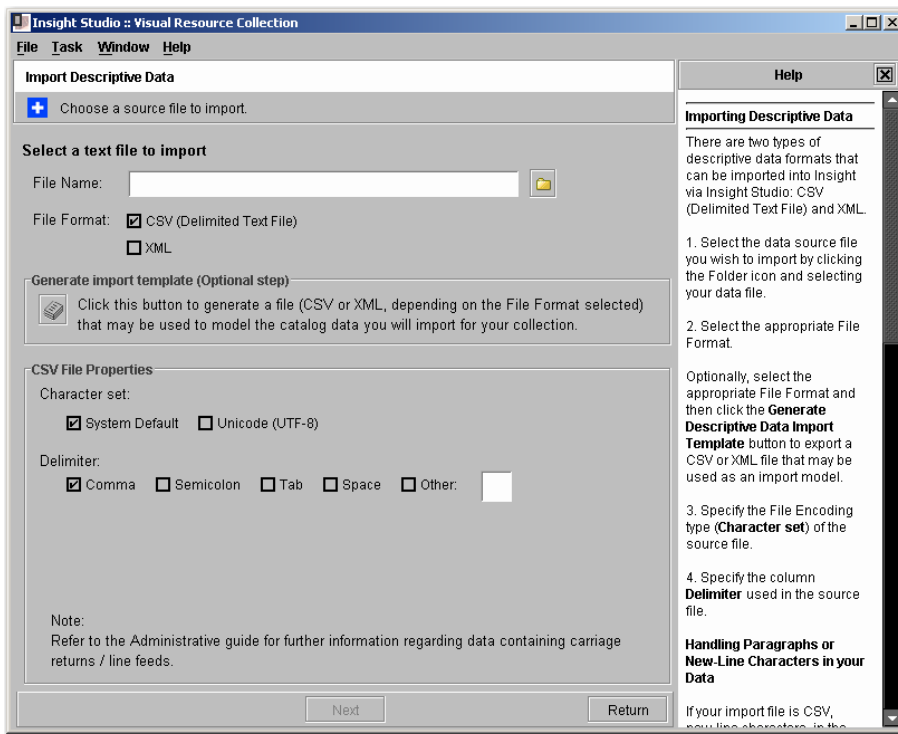 Insight Studio :: Visual Resource Collection
File Task Window Help
Import Descriptive Data
Choose a source file to import.
Select a text file to import
File Name:
File Format: CSV (Delimited Text File)
XML
Generate import template (Optional step)
Click this button to generate a file (CSV or XML, depending on the File Format selected)
that may be used to model the catalog data you will import for your collection.
CSV File Properties
Character set:
System Default Unicode (UTF-8)
Delimiter:
Comma Semicolon Tab Space Other:
Note:
Refer to the Administrative guide for further information regarding data containing carriage
returns / line feeds.
Next Return
Help
Importing Descriptive Data
There are two types of
descriptive data formats that
can be imported into Insight
via Insight Studio: CSV
(Delimited Text File) and XML.
1. Select the data source file
you wish to import by clicking
the Folder icon and selecting
your data file.
2. Select the appropriate File
Format.
Optionally, select the
appropriate File Format and
then click the Generate
Descriptive Data Import
Template button to export a
CSV or XML file that may be
used as an import model.
3. Specify the File Encoding
type (Character set) of the
source file.
4. Specify the column
Delimiter used in the source
file.
Handling Paragraphs or
New-Line Characters in your
Data
If your import file is CSV,
new line characters, in the